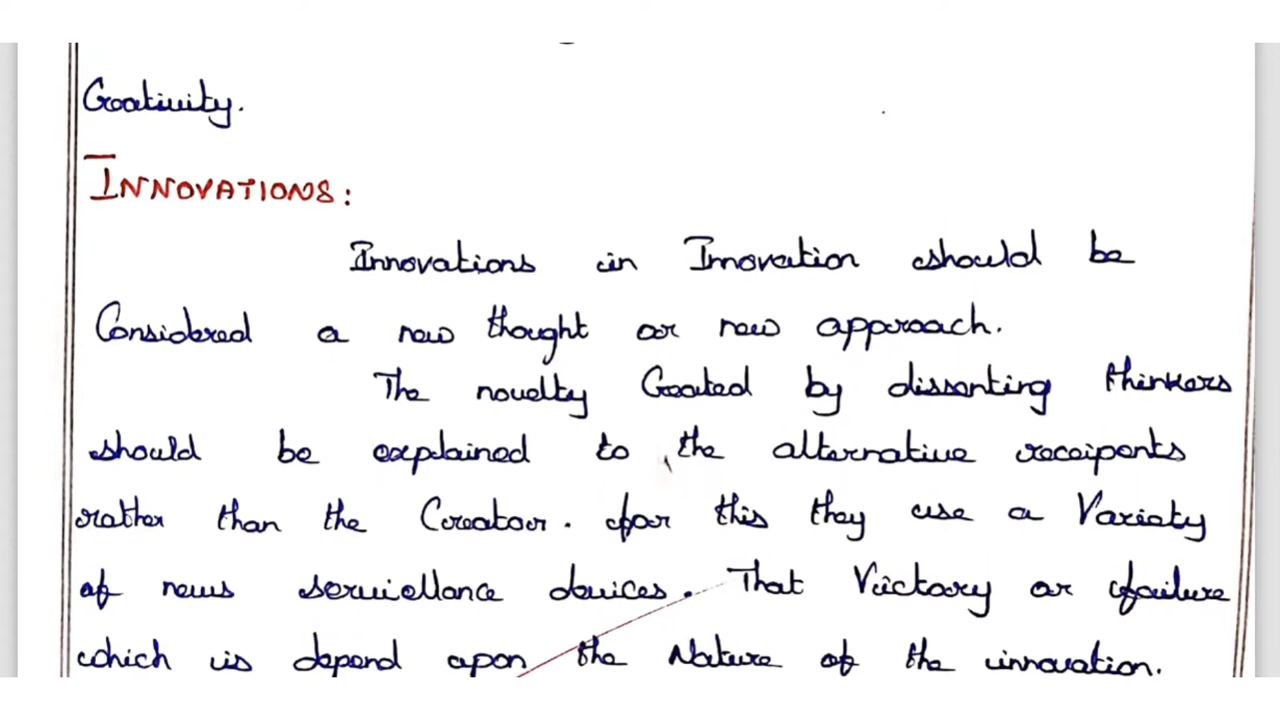 Creativity.
INNOVATIONS:
Innovations in Innovation should be
Considered a new thought or new approach.
The novelty Created by dissenting thinkers
should be explained to the alternative receipents
rather than the Creator. for this they use a Variety
of news serviellance devices. That Victory or failure
which is depend upon the Nature of the innovation.